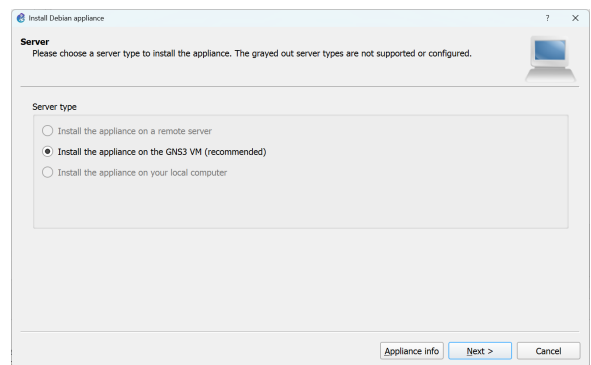 Install Debian appliance
Server
Please choose a server type to install the appliance. The grayed out server types are not supported or configured.
Server type
Install the appliance on a remote server
Install the appliance on the GNS3 VM (recommended)
Install the appliance on your local computer
Appliance info
Next >
Cancel